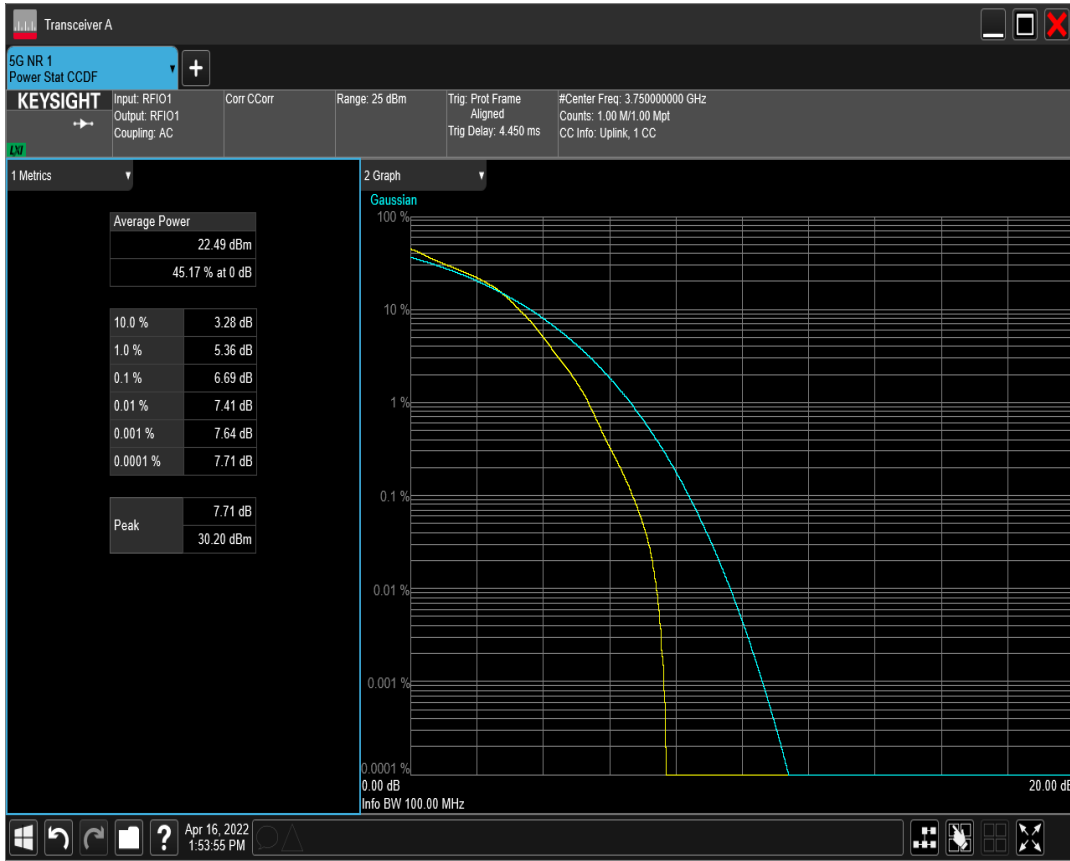 Transceiver A
5G NR 1
Power Stat CCDF
KEYSIGHT
LXI
Input: RFIO1
Output: RFIO1
Coupling: AC
Corr CCorr
Range: 25 dBm
Trig: Prot Frame
Aligned
Trig Delay: 4.450 ms
#Center Freq: 3.750000000 GHz
Counts: 1.00 M/1.00 Mpt
CC Info: Uplink, 1 CC
1 Metrics
Average Power
22.49 dBm
45.17 % at 0 dB
10.0 % 3.28 dB
1.0 % 5.36 dB
0.1 % 6.69 dB
0.01 % 7.41 dB
0.001 % 7.64 dB
0.0001 % 7.71 dB
Peak
7.71 dB
30.20 dBm
2 Graph
Gaussian
100 %
10 %
1 %
0.1 %
0.01 %
0.001 %
0.0001 %
0.00 dB
20.00 dB
Info BW 100.00 MHz
?
Apr 16, 2022
1:53:55 PM